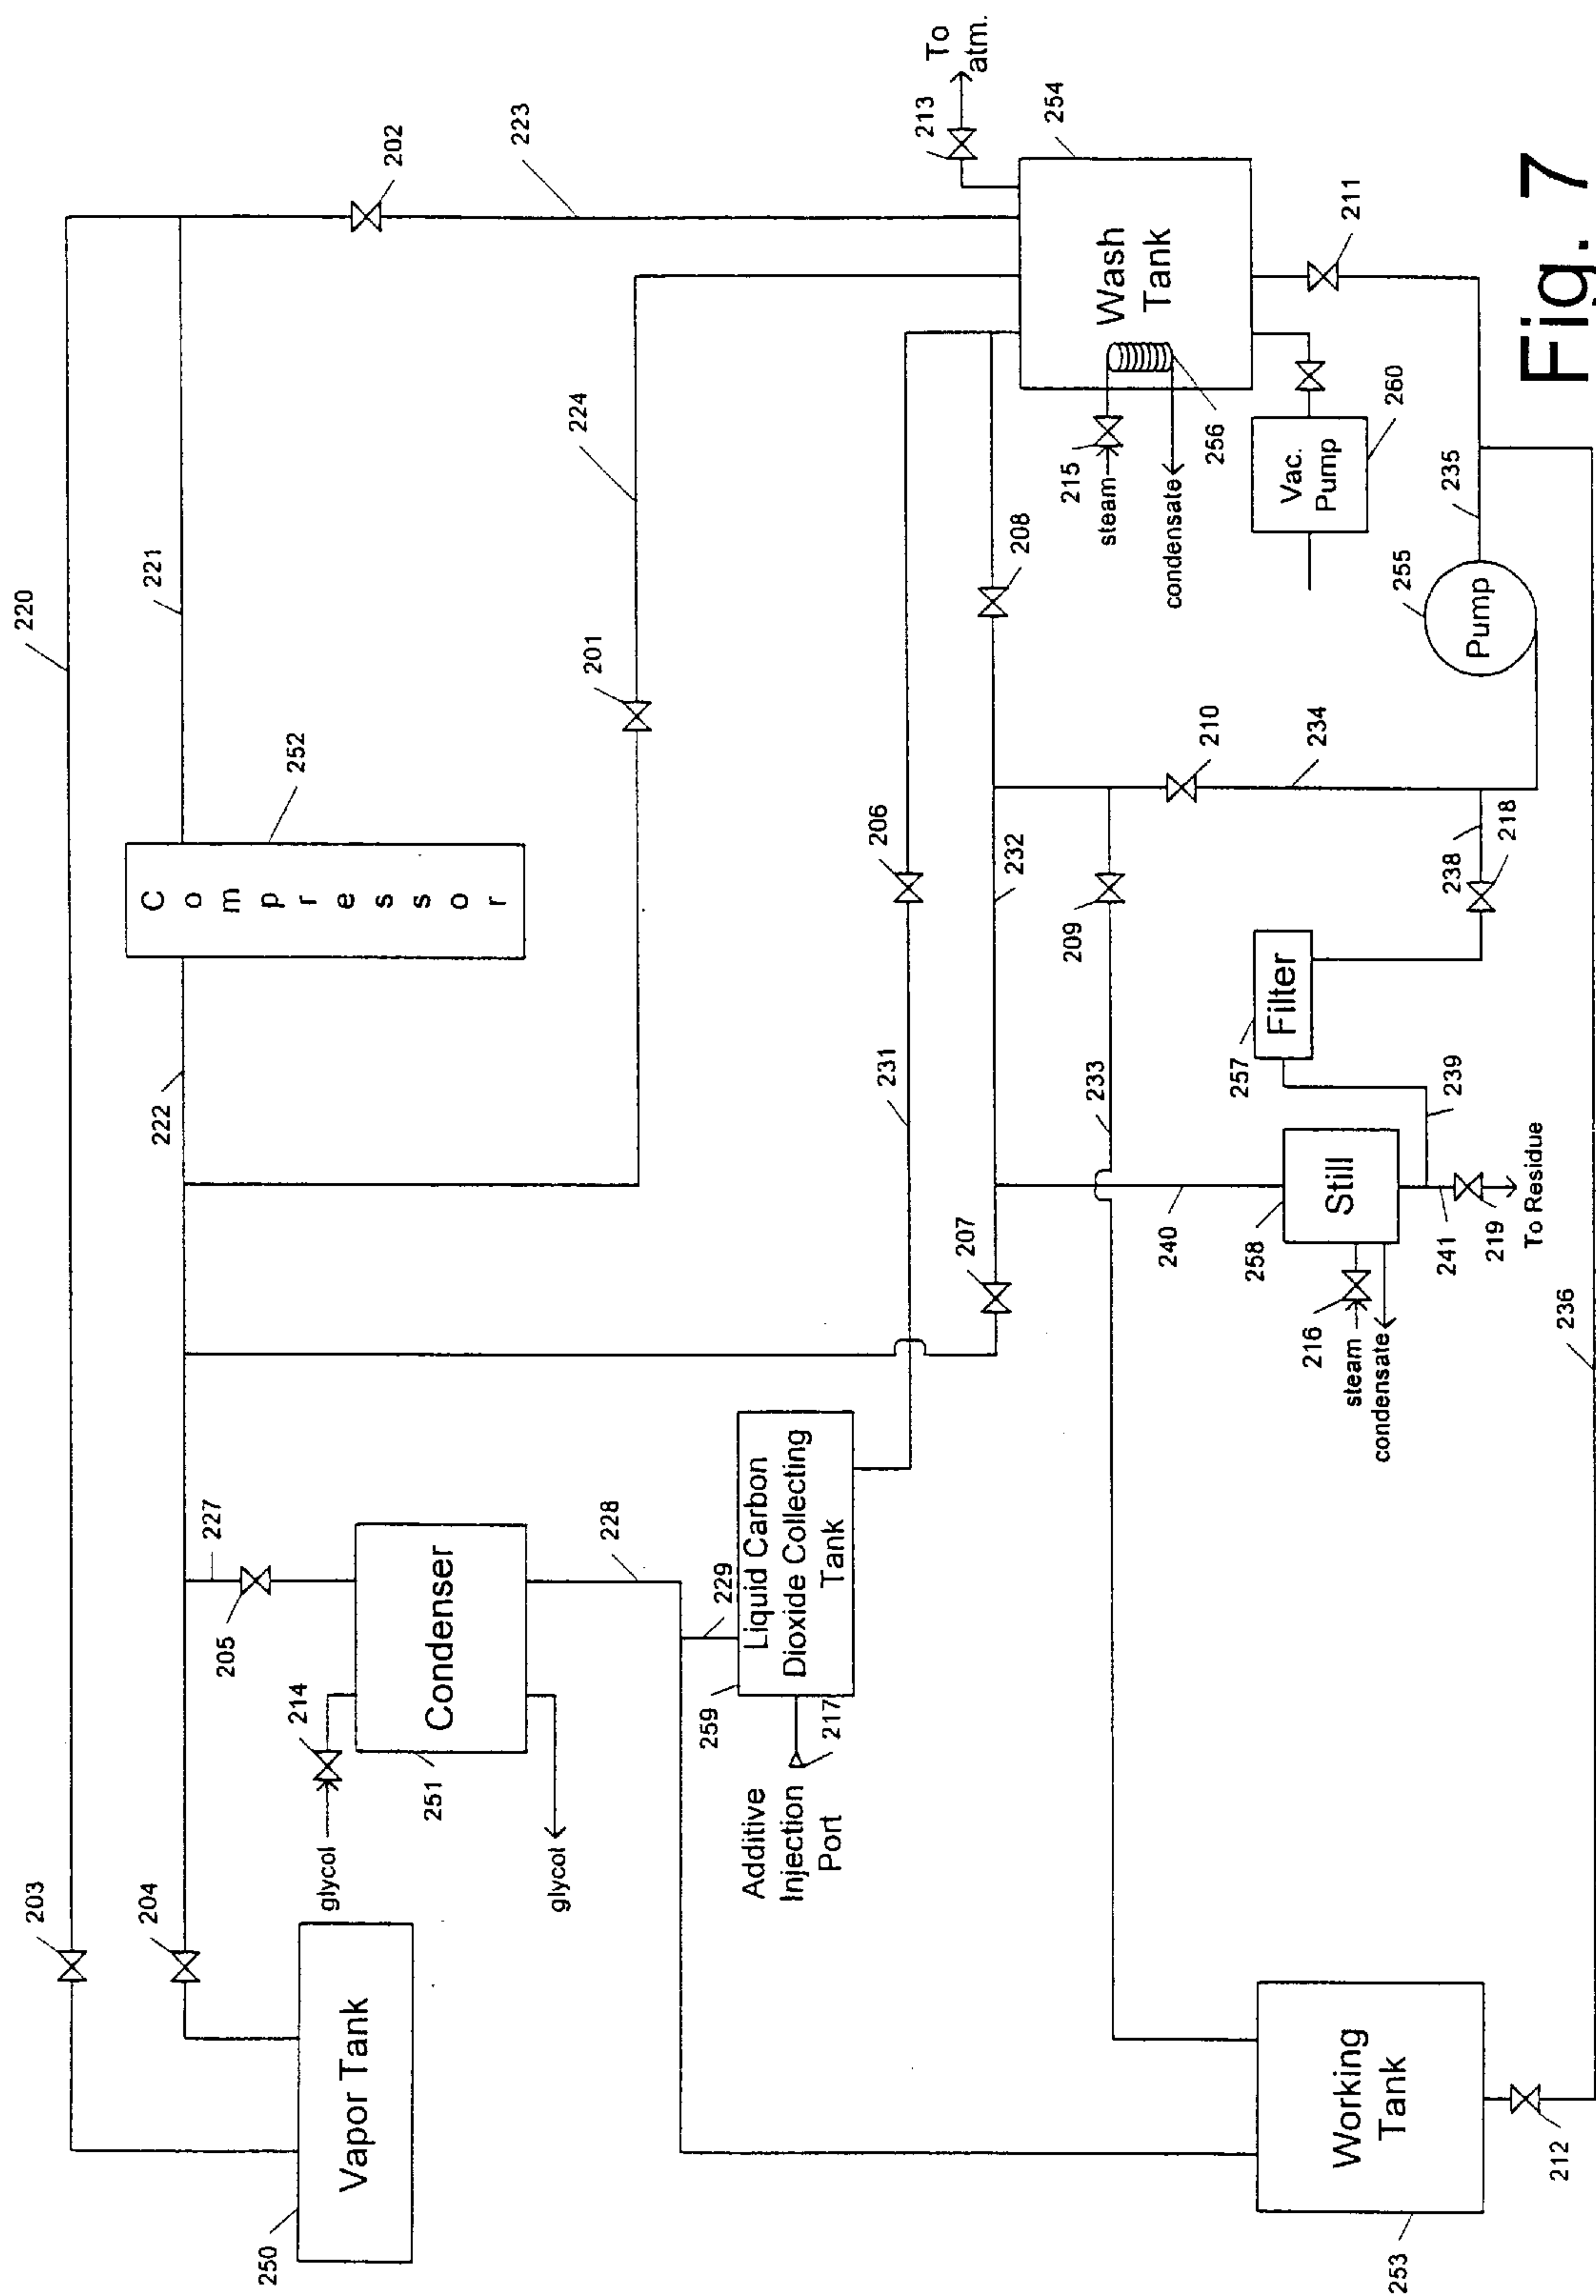 220
203
221
222
204
Compressor
252
202
223
227
205
214
glycol
251
Condenser
glycol
228
Vapor Tank
250
201
224
213
To
atm.
229
259
Liquid Carbon
Dioxide Collecting
Tank
Additive
Injection
Port
217
231
206
232
207
208
254
Wash
Tank
215
steam
condensate
256
233
209
210
234
240
216
steam
condensate
258
Still
241
219
To Residue
257
Filter
239
238
218
255
Pump
235
Vac.
Pump
260
211
Working
Tank
253
212
236
Fig. 7